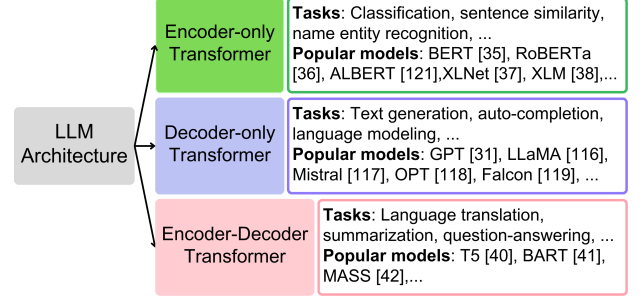 LLM
Architecture
Encoder-only
Transformer
Tasks: Classification, sentence similarity,
name entity recognition, ...
Popular models: BERT [35], RoBERTa
[36], ALBERT [121],XLNet [37], XLM [38],...
Decoder-only
Transformer
Tasks: Text generation, auto-completion,
language modeling, ...
Popular models: GPT [31], LLaMA [116],
Mistral [117], OPT [118], Falcon [119], ...
Encoder-Decoder
Transformer
Tasks: Language translation,
summarization, question-answering, ...
Popular models: T5 [40], BART [41],
MASS [42],...